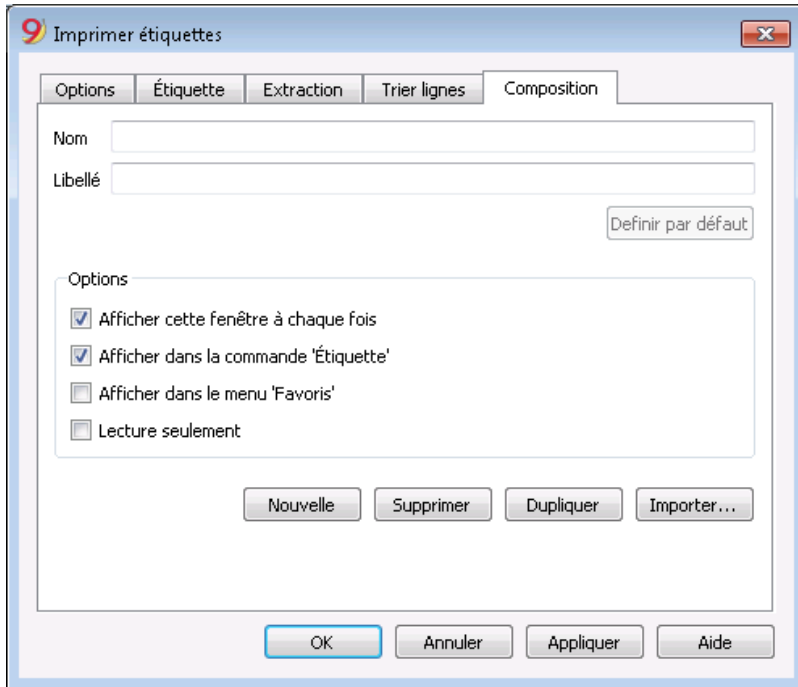 9 Imprimer étiquettes
Options Étiquette Extraction Trier lignes Composition
Nom
Libellé
Definir par défaut
Options
Afficher cette fenêtre à chaque fois
Afficher dans la commande 'Étiquette'
Afficher dans le menu 'Favoris'
Lecture seulement
Nouvelle Supprimer Dupliquer Importer...
OK Annuler Appliquer Aide